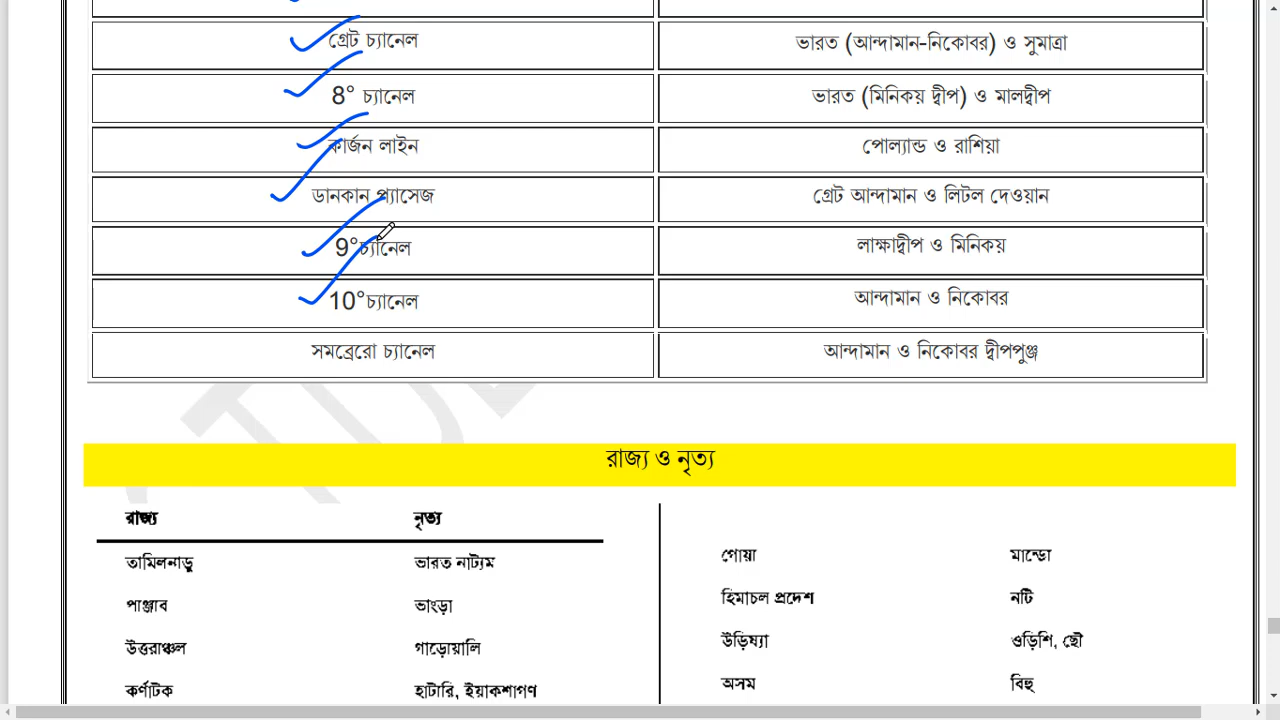 গ্রেট চ্যানেল ভারত (আন্দামান-নিকোবর) ও সুমাত্রা
8° চ্যানেল ভারত (মিনিকয় দ্বীপ) ও মালদ্বীপ
কার্জন লাইন পোল্যান্ড ও রাশিয়া
ডানকান প্যাসেজ গ্রেট আন্দামান ও লিটল দেওয়ান
9°চ্যানেল লাক্ষাদ্বীপ ও মিনিকয়
10°চ্যানেল আন্দামান ও নিকোবর
সমব্রেরো চ্যানেল আন্দামান ও নিকোবর দ্বীপপুঞ্জ
রাজ্য ও নৃত্য
রাজ্য নৃত্য
তামিলনাড়ু ভারত নাট্যম
পাঞ্জাব ভাংড়া
উত্তরাঞ্চল গাড়োয়ালি
কর্ণাটক হাটারি, ইয়াকশাগণ
গোয়া মান্ডো
হিমাচল প্রদেশ নটি
উড়িষ্যা ওড়িশি, ছৌ
অসম বিহু